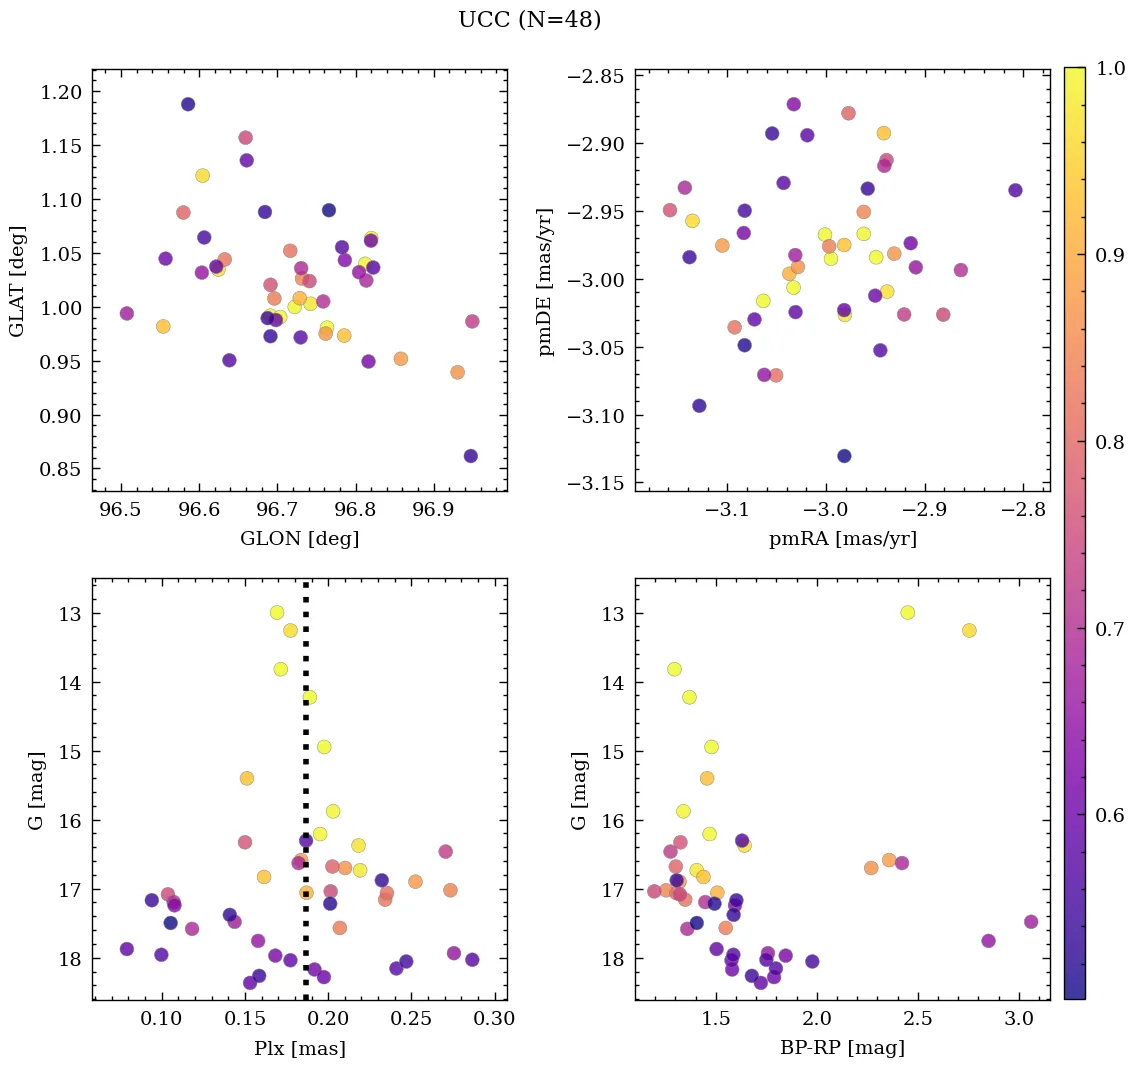 UCC (N=48)
1.20
1.15
1.10
1.05
1.00
0.95
0.90
0.85
GLAT [deg]
96.5 96.6 96.7 96.8 96.9
GLON [deg]
−2.85
−2.90
−2.95
−3.00
−3.05
−3.10
−3.15
pmDE [mas/yr]
−3.1 −3.0 −2.9 −2.8
pmRA [mas/yr]
1.0
0.9
0.8
0.7
0.6
13
14
15
16
17
18
G [mag]
0.10 0.15 0.20 0.25 0.30
Plx [mas]
13
14
15
16
17
18
G [mag]
1.5 2.0 2.5 3.0
BP-RP [mag]